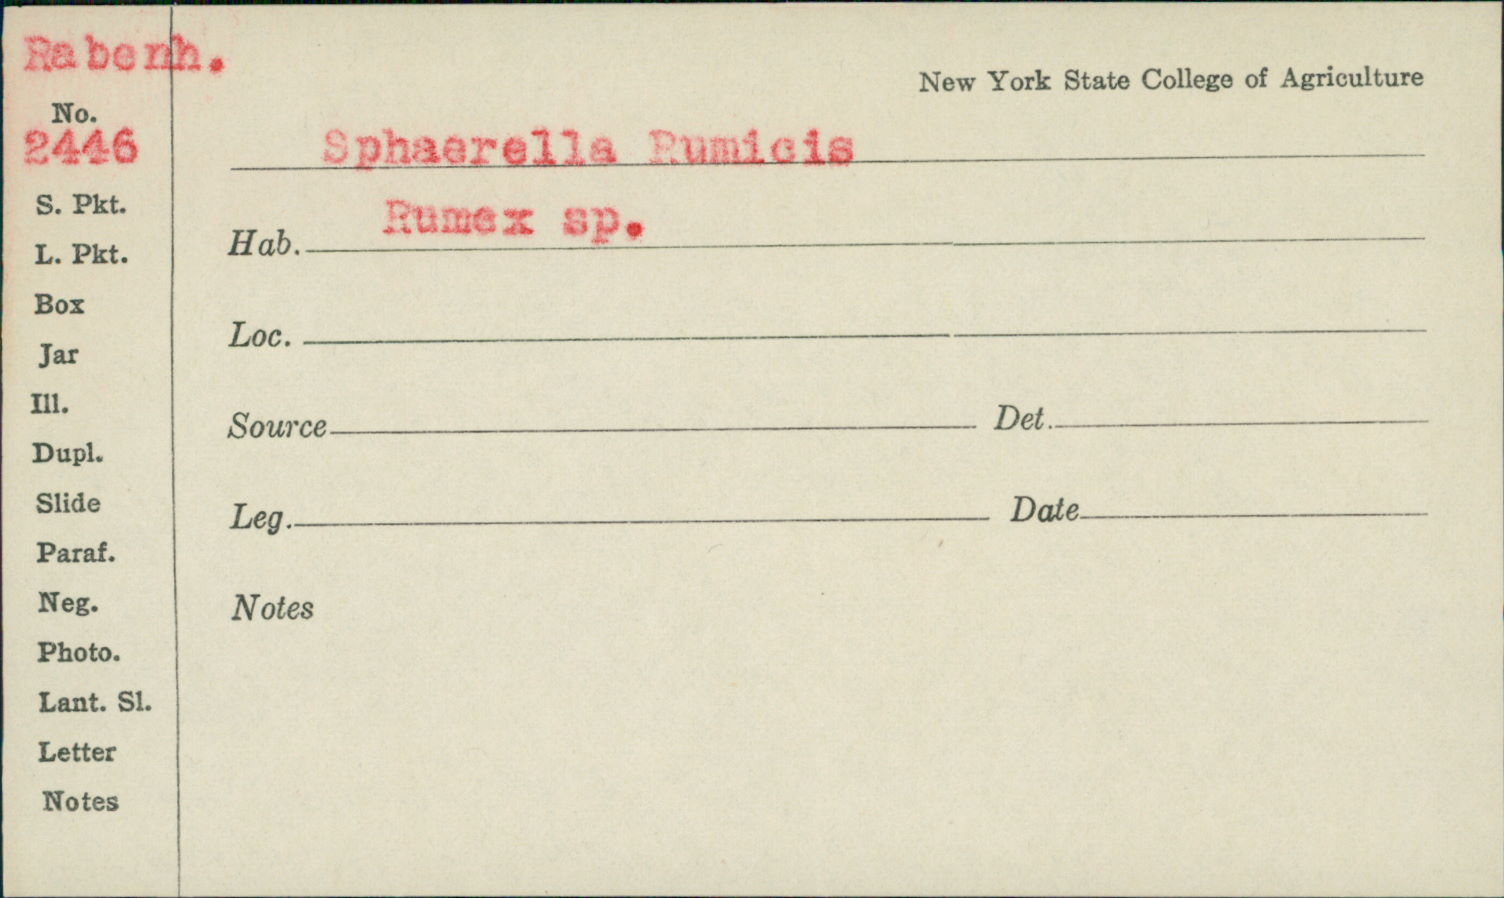 Rabenh.
New York State College of Agriculture
No.
2446
Sphaerella Rumicis
Hab. Rumex sp.
Loc.
Source Det.
Leg. Date
Notes
S. Pkt.
L. Pkt.
Box
Jar
Ill.
Dupl.
Slide
Paraf.
Neg.
Photo.
Lant. Sl.
Letter
Notes